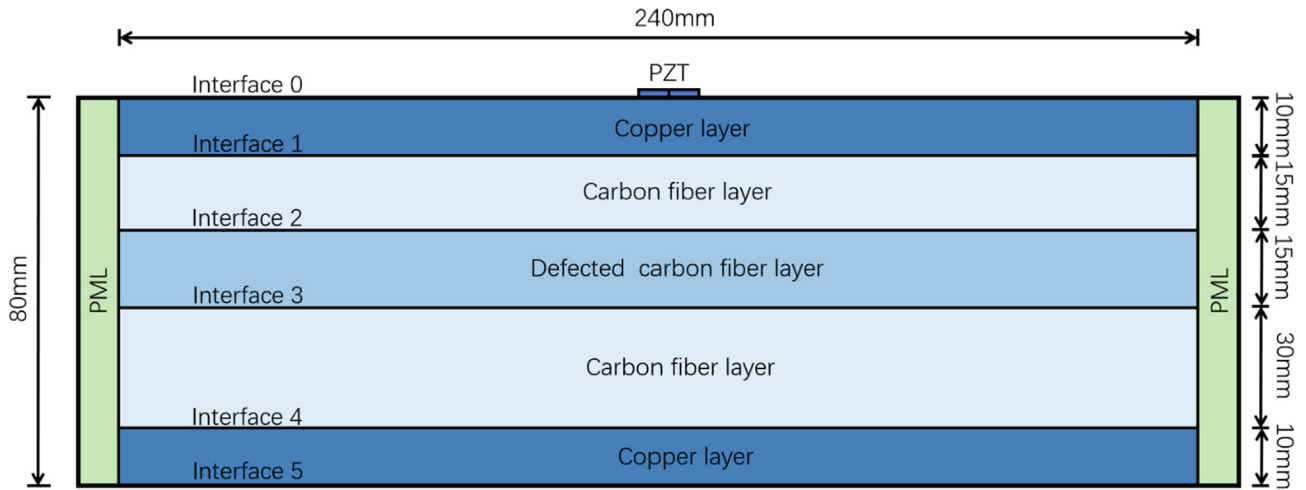 240mm
Interface 0
PZT
Copper layer
10mm
Interface 1
Carbon fiber layer
15mm
Interface 2
Defected carbon fiber layer
15mm
PML
PML
80mm
Interface 3
Carbon fiber layer
30mm
Interface 4
Copper layer
10mm
Interface 5